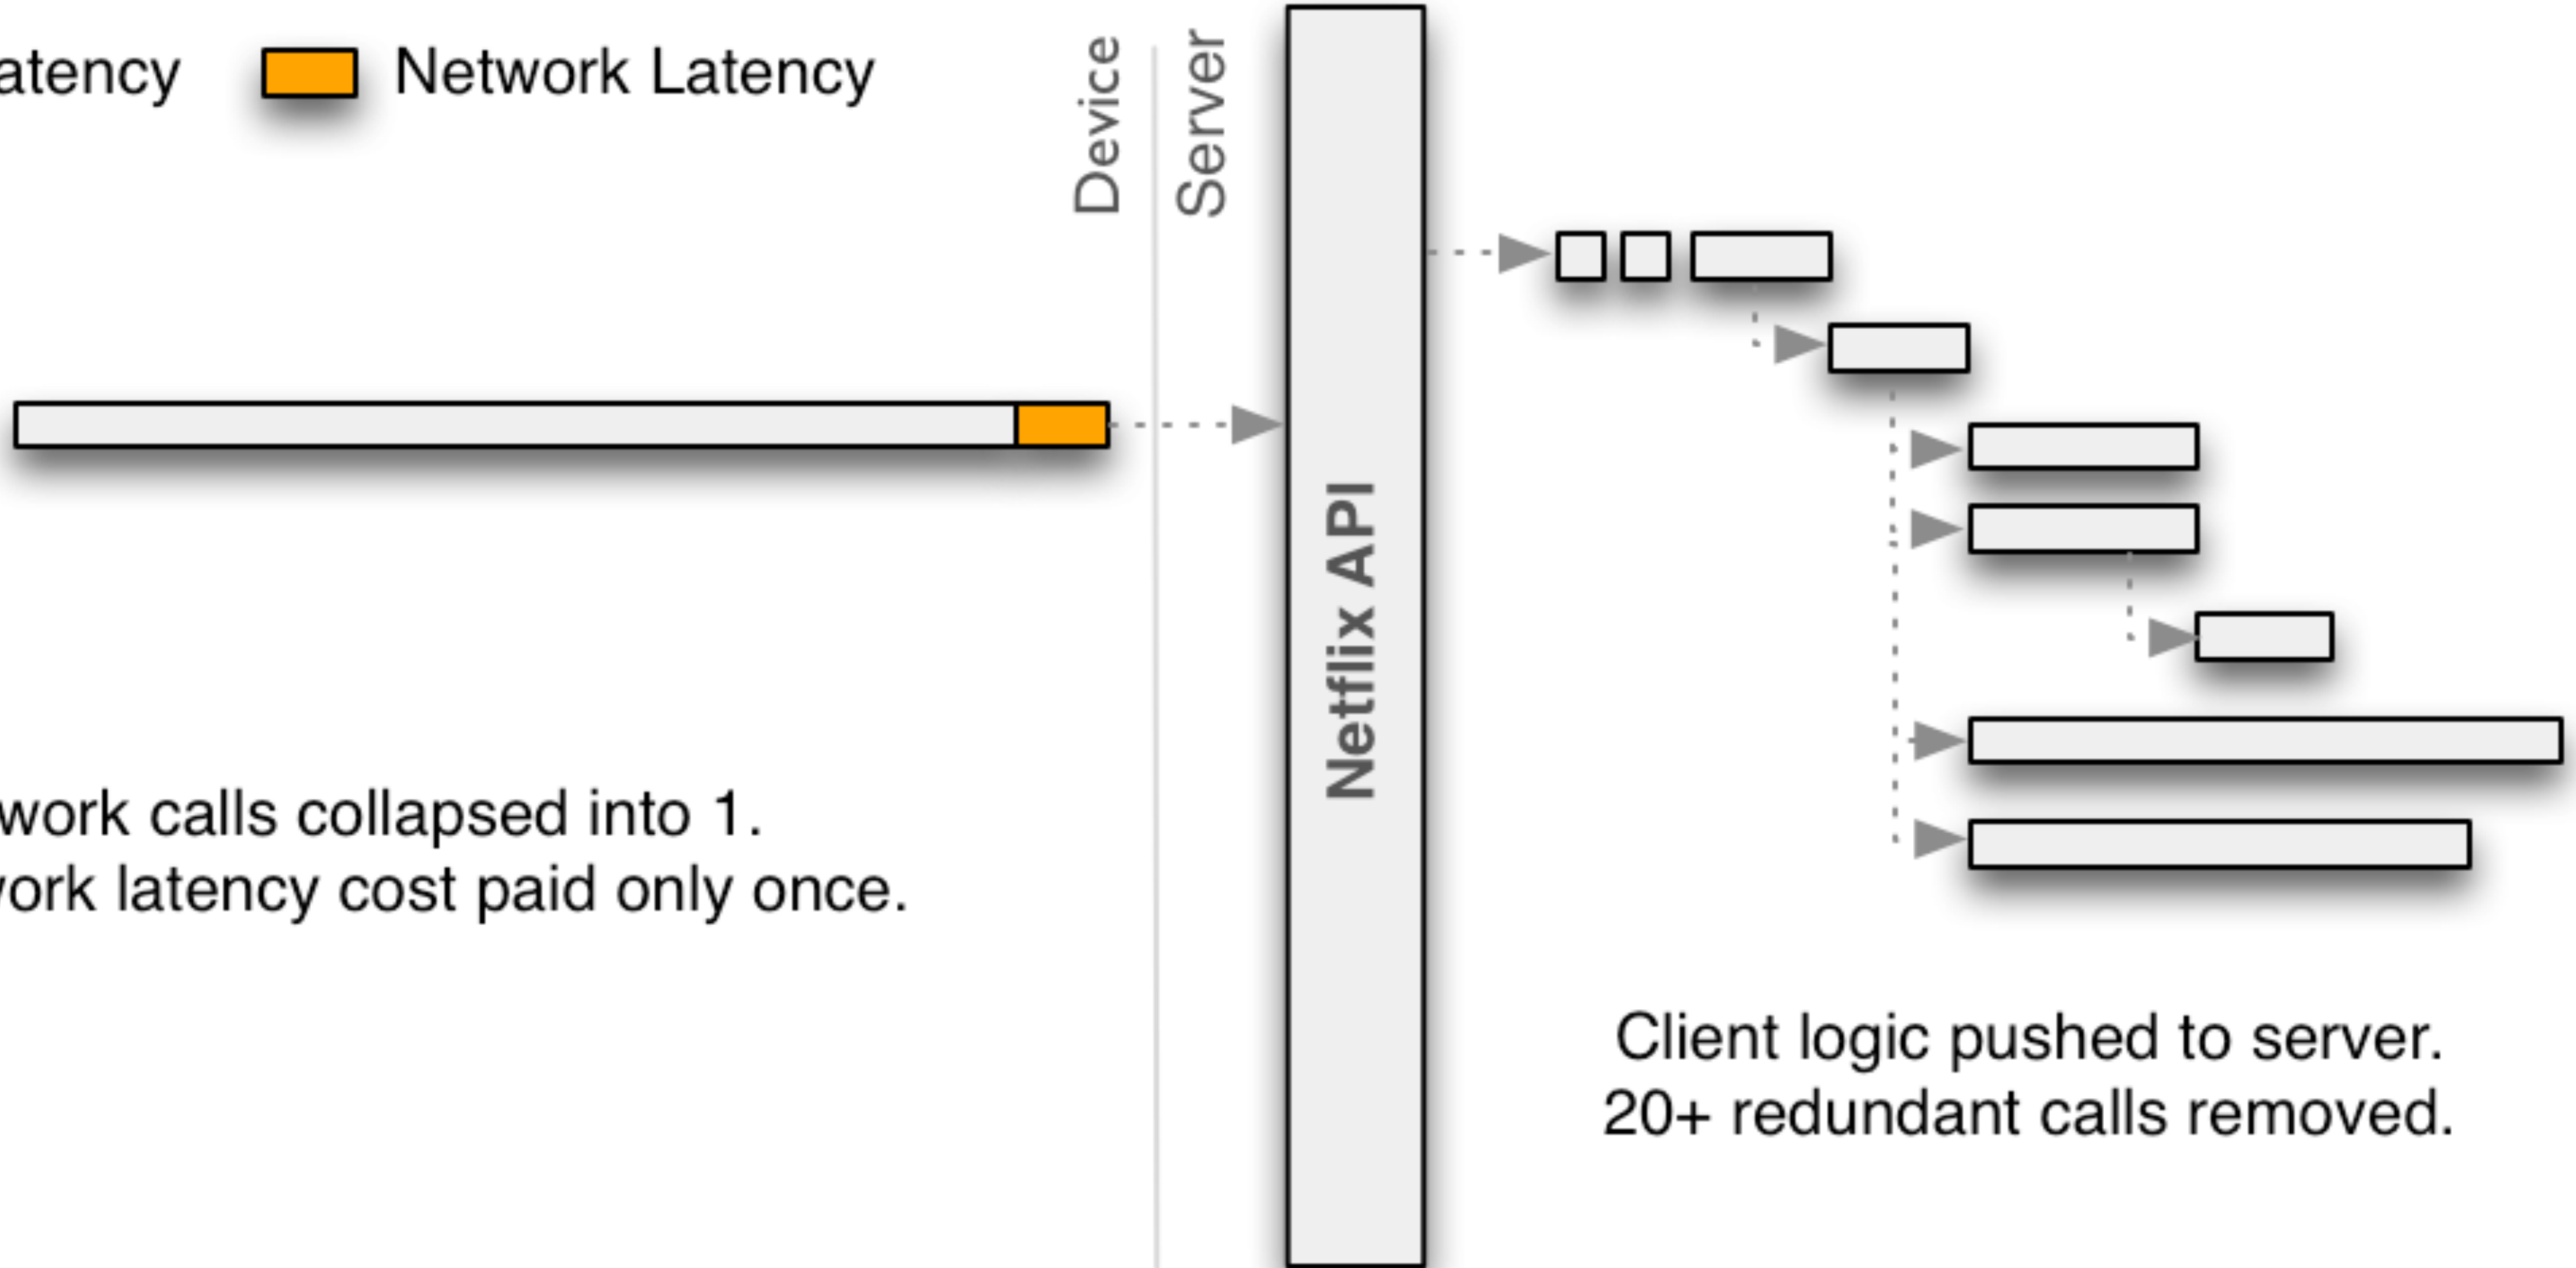 atency
Network Latency
Device
Server
Netflix API
work calls collapsed into 1.
work latency cost paid only once.
Client logic pushed to server.
20+ redundant calls removed.